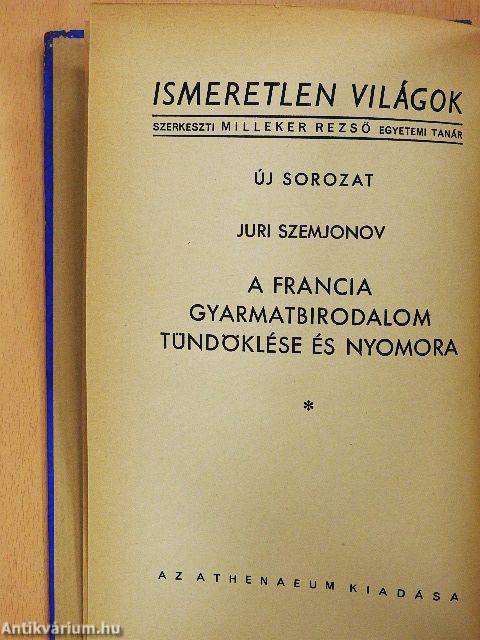 ISMERETLEN VILÁGOK
SZERKESZTI MILLEKER REZSŐ EGYETEMI TANÁR
ÚJ SOROZAT
JURI SZEMJONOV
A FRANCIA
GYARMATBIRODALOM
TÜNDÖKLÉSE ÉS NYOMORA
*
AZ ATHENAEUM KIADÁSA
Antikvárium.hu